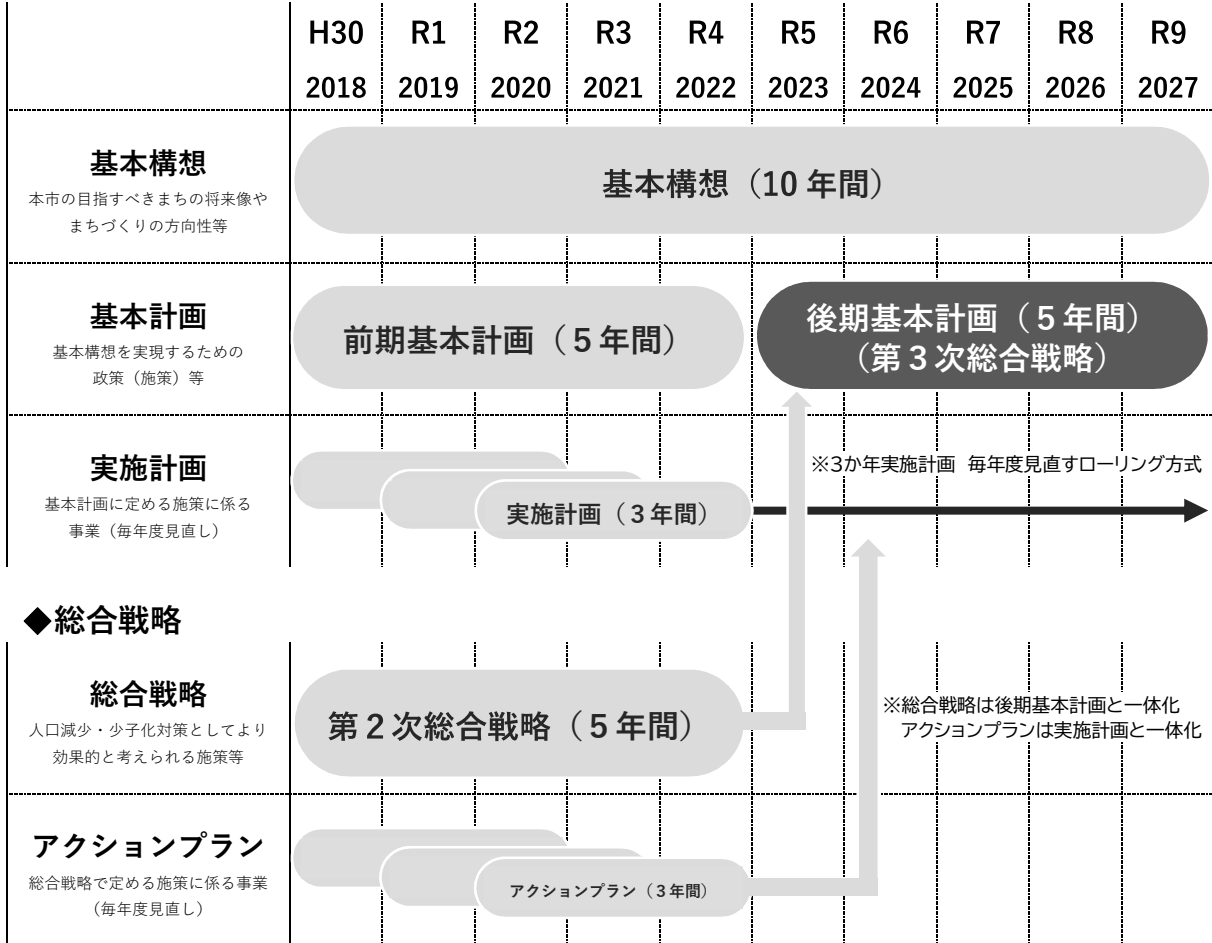 H30 R1 R2 R3 R4 R5 R6 R7 R8 R9
2018 2019 2020 2021 2022 2023 2024 2025 2026 2027
基本構想
本市の目指すべきまちの将来像や
まちづくりの方向性等
基本構想（10 年間）
基本計画
基本構想を実現するための
政策（施策）等
前期基本計画（５年間）
後期基本計画（５年間）
（第３次総合戦略）
実施計画
基本計画に定める施策に係る
事業（毎年度見直し）
実施計画（３年間）
※3か年実施計画 毎年度見直すローリング方式
◆総合戦略
総合戦略
人口減少・少子化対策としてより
効果的と考えられる施策等
第２次総合戦略（５年間）
※総合戦略は後期基本計画と一体化
アクションプランは実施計画と一体化
アクションプラン
総合戦略で定める施策に係る事業
（毎年度見直し）
アクションプラン（３年間）